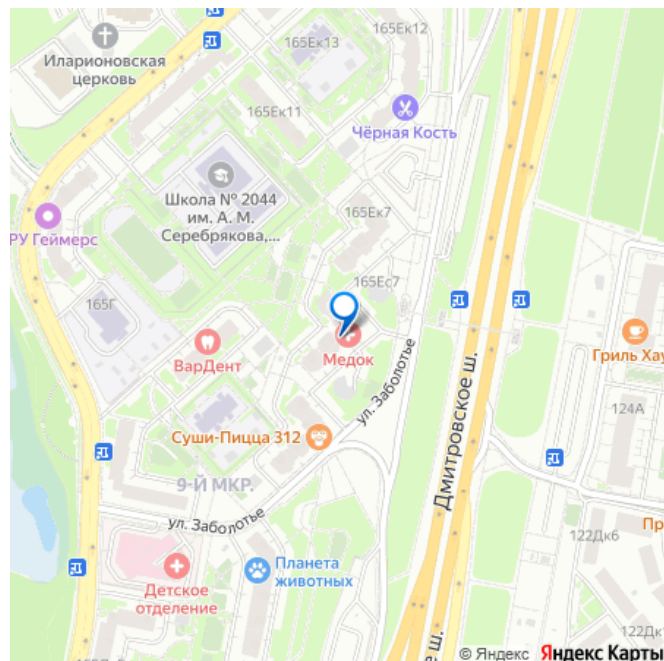 165Ек13
165Ек12
Иларионовская
церковь
165Ек11
Чёрная Кость
Школа № 2044
им. А. М.
Серебрякова,...
165Ек7
РУ Геймерс
165Ес7
165Г
ВарДент
Медок
Гриль Хау
ул. Заболотье
124А
Суши-Пицца 312
Дмитровское ш.
9-Й МКР.
ул. Заболотье
Пр
122Дк6
Планета
животных
Детское
отделение
122Дк1
е ш.
© Яндекс Яндекс Карты